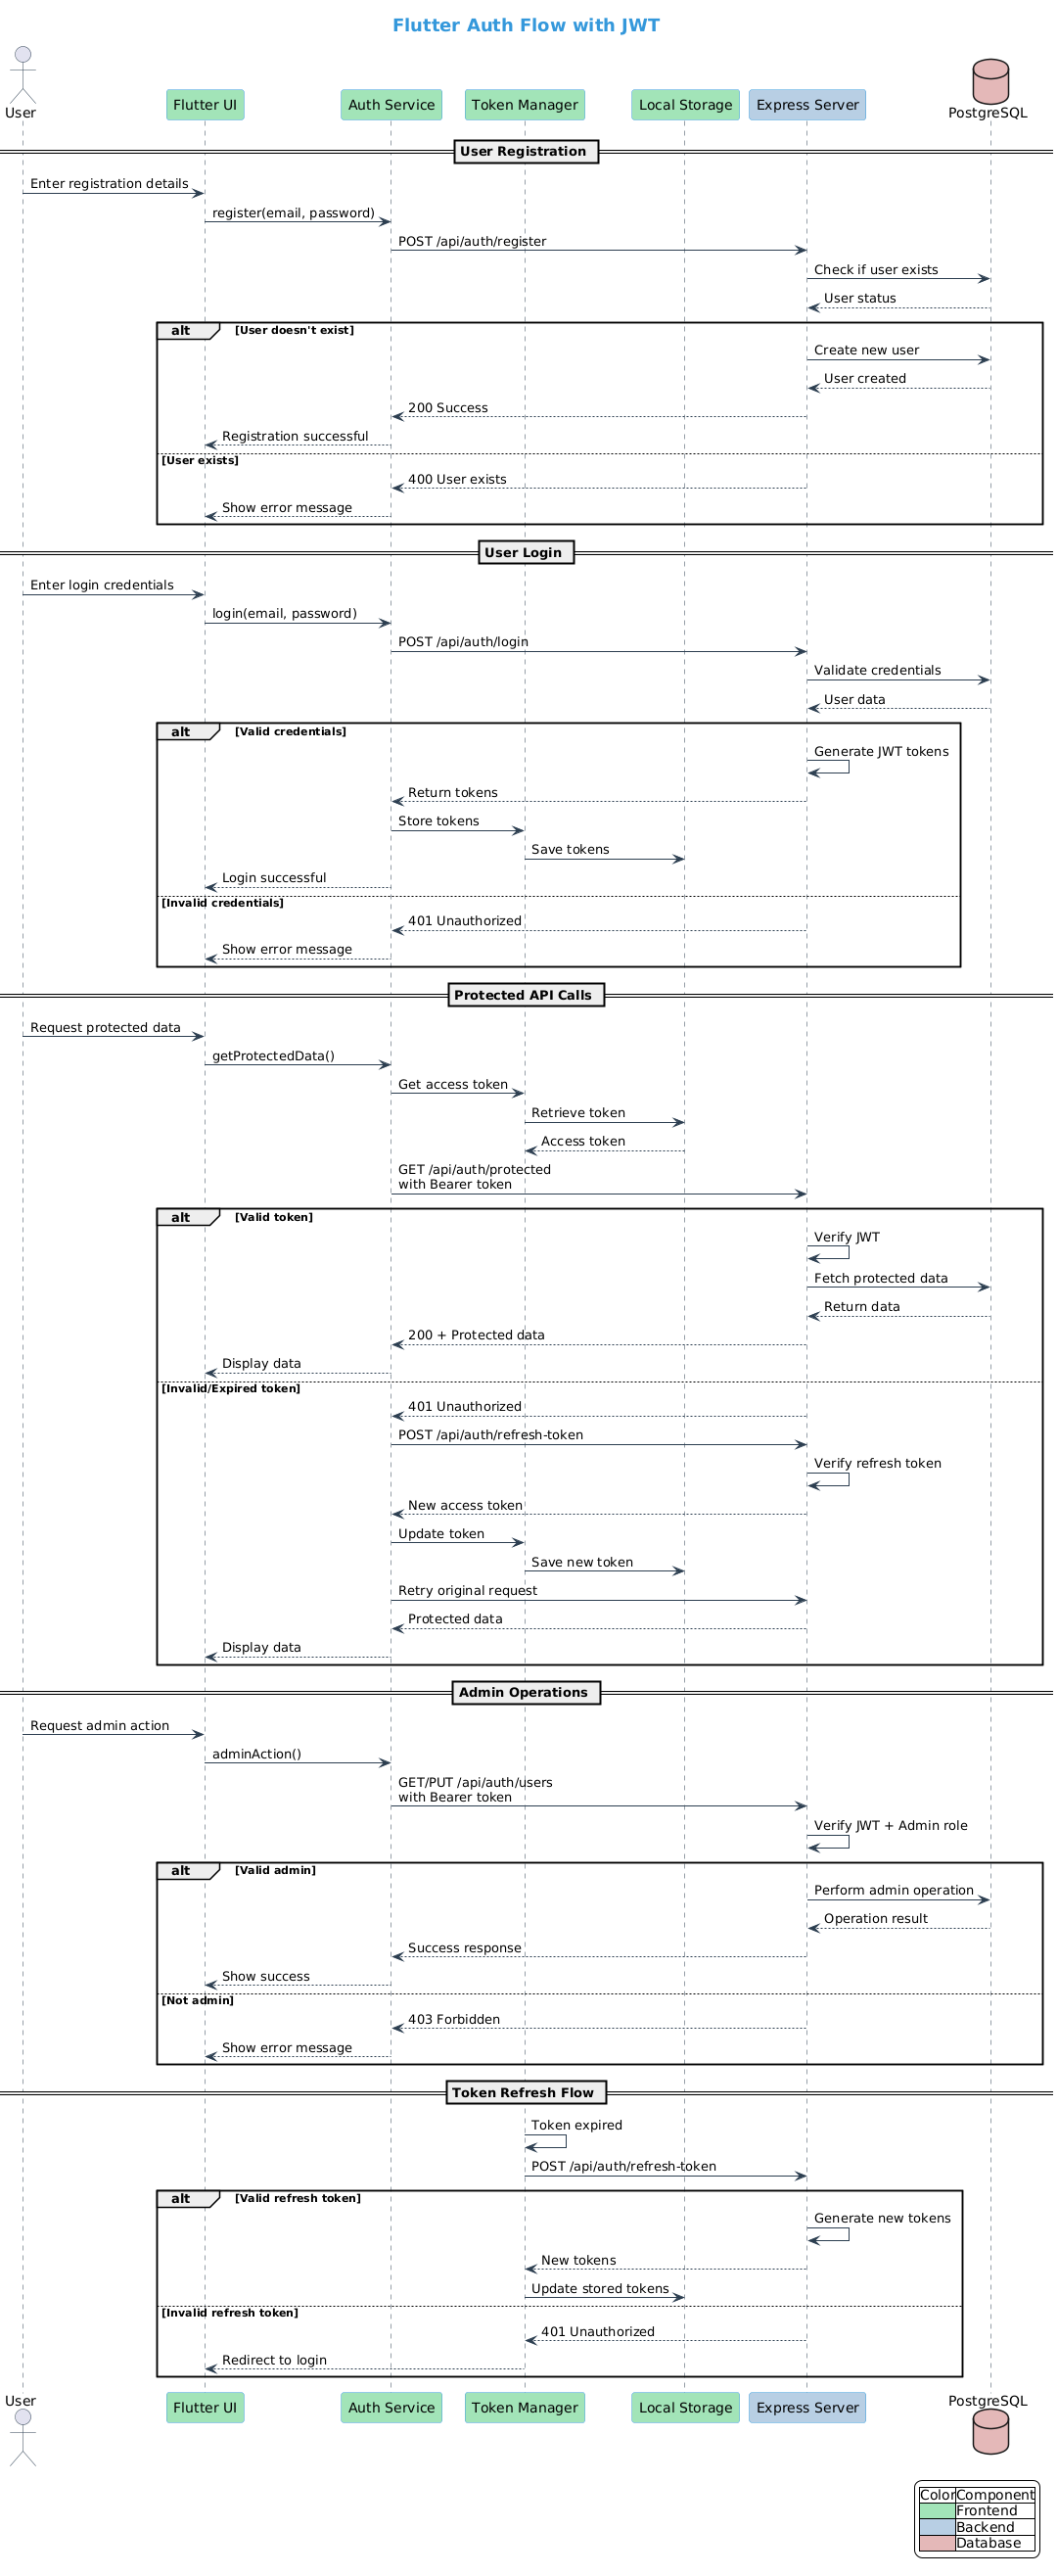 Flutter Auth Flow with JWT
User
Flutter UI
Auth Service
Token Manager
Local Storage
Express Server
PostgreSQL
User Registration
Enter registration details
register(email, password)
POST /api/auth/register
Check if user exists
User status
alt
[User doesn't exist]
Create new user
User created
200 Success
Registration successful
[User exists]
400 User exists
Show error message
User Login
Enter login credentials
login(email, password)
POST /api/auth/login
Validate credentials
User data
alt
[Valid credentials]
Generate JWT tokens
Return tokens
Store tokens
Save tokens
Login successful
[Invalid credentials]
401 Unauthorized
Show error message
Protected API Calls
Request protected data
getProtectedData()
Get access token
Retrieve token
Access token
GET /api/auth/protected
with Bearer token
alt
[Valid token]
Verify JWT
Fetch protected data
Return data
200 + Protected data
Display data
[Invalid/Expired token]
401 Unauthorized
POST /api/auth/refresh-token
Verify refresh token
New access token
Update token
Save new token
Retry original request
Protected data
Display data
Admin Operations
Request admin action
adminAction()
GET/PUT /api/auth/users
with Bearer token
Verify JWT + Admin role
alt
[Valid admin]
Perform admin operation
Operation result
Success response
Show success
[Not admin]
403 Forbidden
Show error message
Token Refresh Flow
Token expired
POST /api/auth/refresh-token
alt
[Valid refresh token]
Generate new tokens
New tokens
Update stored tokens
[Invalid refresh token]
401 Unauthorized
Redirect to login
User
Flutter UI
Auth Service
Token Manager
Local Storage
Express Server
PostgreSQL
Color Component
Frontend
Backend
Database